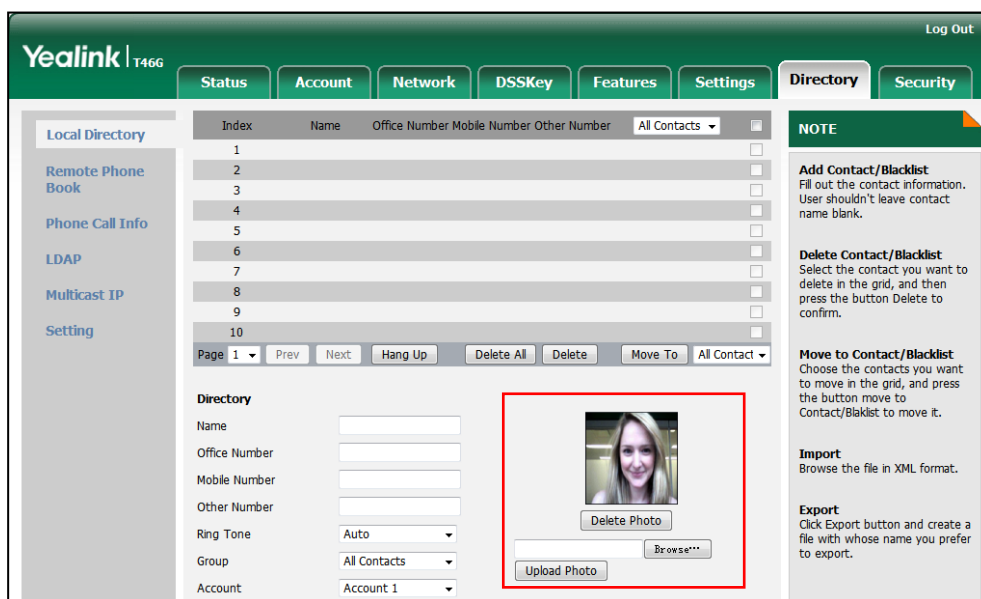 Log Out
Yealink | T46G
Status Account Network DSSKey Features Settings Directory Security
Local Directory
Remote Phone
Book
Phone Call Info
LDAP
Multicast IP
Setting
Index Name Office Number Mobile Number Other Number All Contacts
1
2
3
4
5
6
7
8
9
10
Page 1 Prev Next Hang Up Delete All Delete Move To All Contact
Directory
Name
Office Number
Mobile Number
Other Number
Ring Tone Auto
Group All Contacts
Account Account 1
Delete Photo
Browse...
Upload Photo
NOTE
Add Contact/Blacklist
Fill out the contact information.
User shouldn't leave contact
name blank.
Delete Contact/Blacklist
Select the contact you want to
delete in the grid, and then
press the button Delete to
confirm.
Move to Contact/Blacklist
Choose the contacts you want
to move in the grid, and press
the button move to
Contact/Blaklist to move it.
Import
Browse the file in XML format.
Export
Click Export button and create a
file with whose name you prefer
to export.